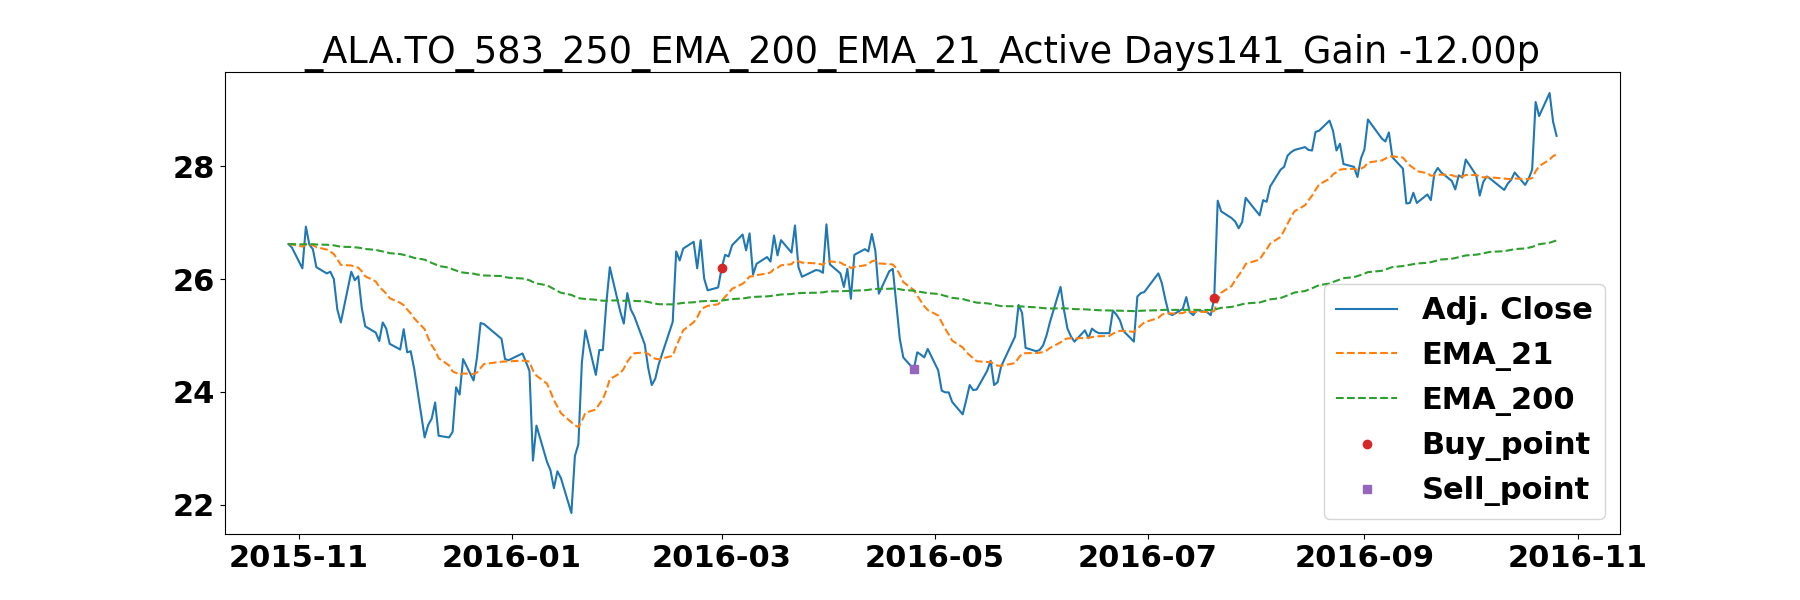 _ALA.TO_583_250_EMA_200_EMA_21_Active Days141_Gain -12.00p
28
26
24
22
2015-11 2016-01 2016-03 2016-05 2016-07 2016-09 2016-11
Adj. Close
EMA_21
EMA_200
Buy_point
Sell_point